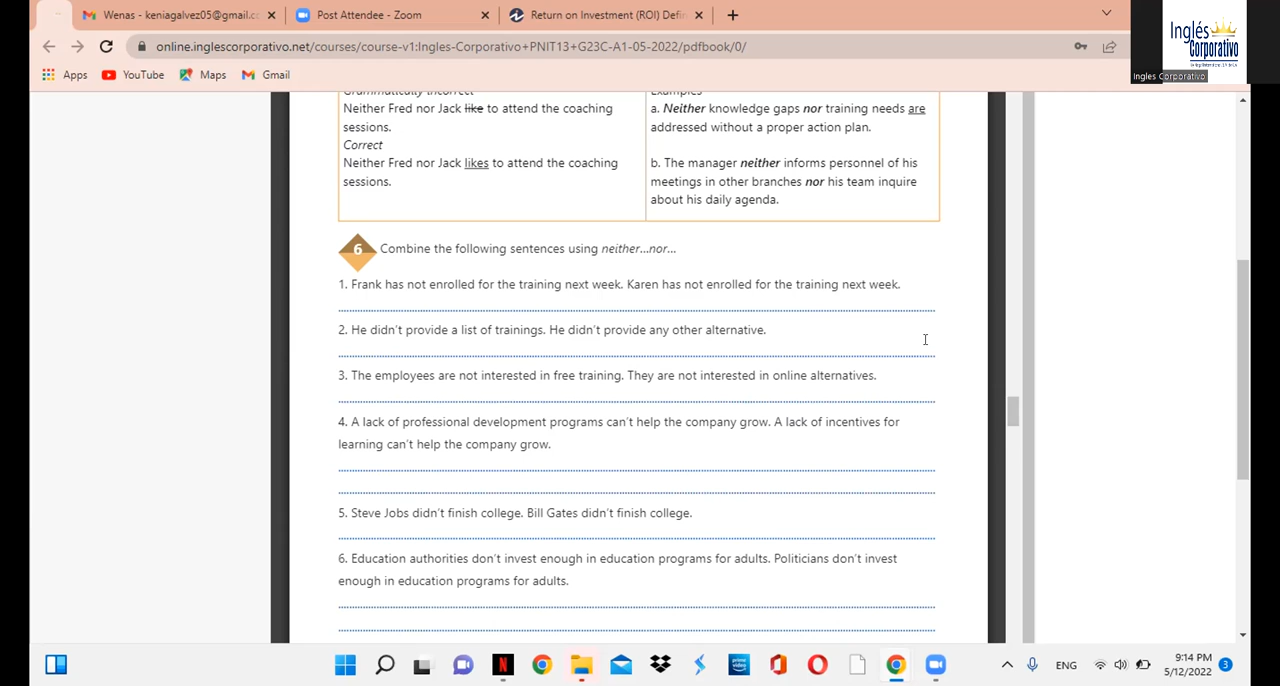 Wenas - keniagalvez05@gmail.cc
Post Attendee - Zoom
Return on Investment (ROI) Defin
online.inglescorporativo.net/courses/course-v1:Ingles-Corporativo+PNIT13+G23C-A1-05-2022/pdfbook/0/
Apps
YouTube
Maps
Gmail
Inglés
Corporativo
Ingles Corporativo
Grammatically incorrect
Neither Fred nor Jack like to attend the coaching
sessions.
Correct
Neither Fred nor Jack likes to attend the coaching
sessions.
Examples
a. Neither knowledge gaps nor training needs are
addressed without a proper action plan.
b. The manager neither informs personnel of his
meetings in other branches nor his team inquire
about his daily agenda.
6 Combine the following sentences using neither...nor...
1. Frank has not enrolled for the training next week. Karen has not enrolled for the training next week.
2. He didn't provide a list of trainings. He didn't provide any other alternative.
3. The employees are not interested in free training. They are not interested in online alternatives.
4. A lack of professional development programs can't help the company grow. A lack of incentives for
learning can't help the company grow.
5. Steve Jobs didn't finish college. Bill Gates didn't finish college.
6. Education authorities don't invest enough in education programs for adults. Politicians don't invest
enough in education programs for adults.
prime
video
ENG
9:14 PM
5/12/2022
3